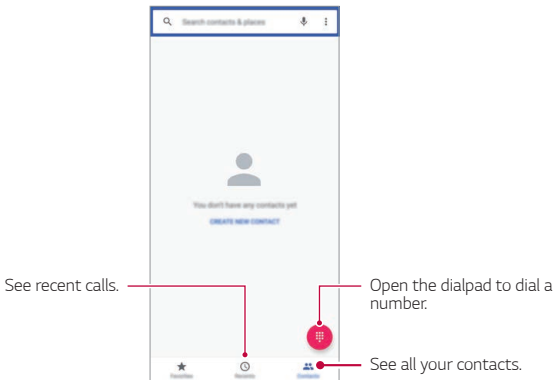 Search contacts & places
You don't have any contacts yet
CREATE NEW CONTACT
See recent calls.
Open the dialpad to dial a
number.
Favorites
Recents
Contacts
See all your contacts.